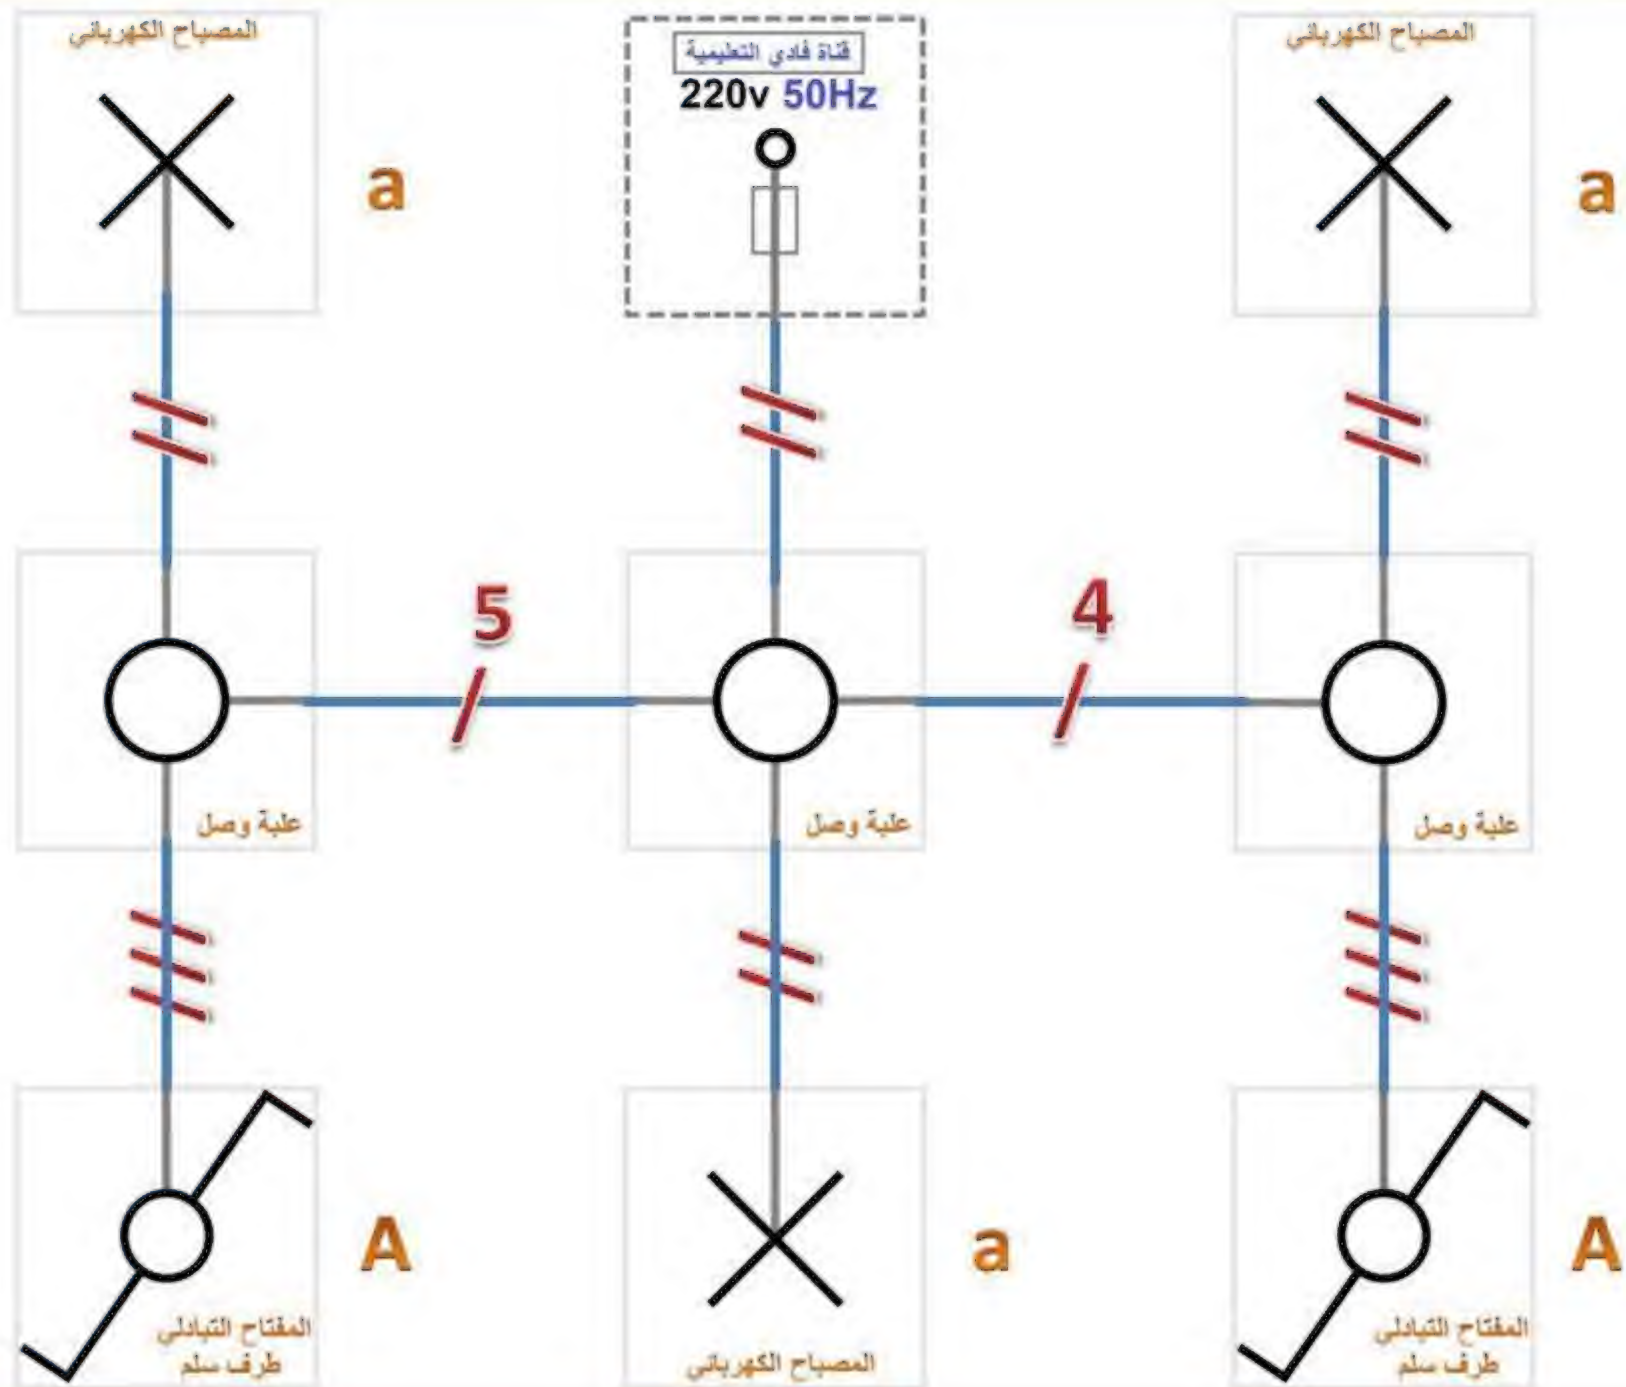 المصباح الكهربائي
قناة فادي التعليمية
220v 50Hz
المصباح الكهربائي
a
a
5
4
علبة وصل
علبة وصل
علبة وصل
A
a
A
المفتاح التبادلي
طرف سلم
المصباح الكهربائي
المفتاح التبادلي
طرف سلم